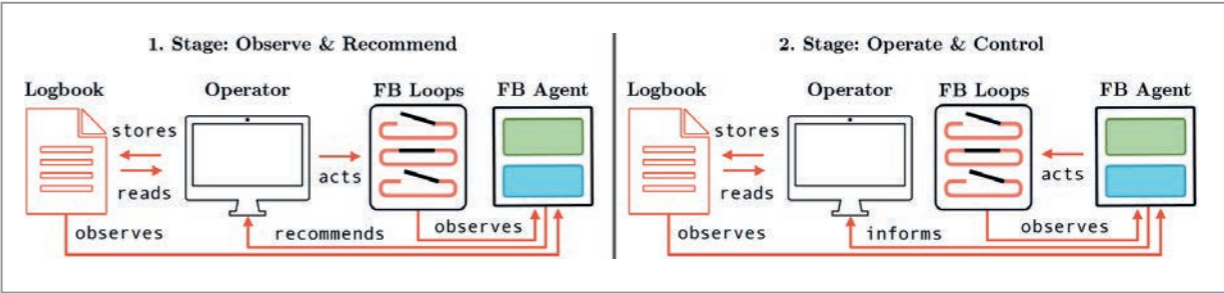 1. Stage: Observe & Recommend
Logbook
Operator
FB Loops
FB Agent
stores
reads
acts
observes
recommends
observes
2. Stage: Operate & Control
Logbook
Operator
FB Loops
FB Agent
stores
reads
acts
observes
informs
observes